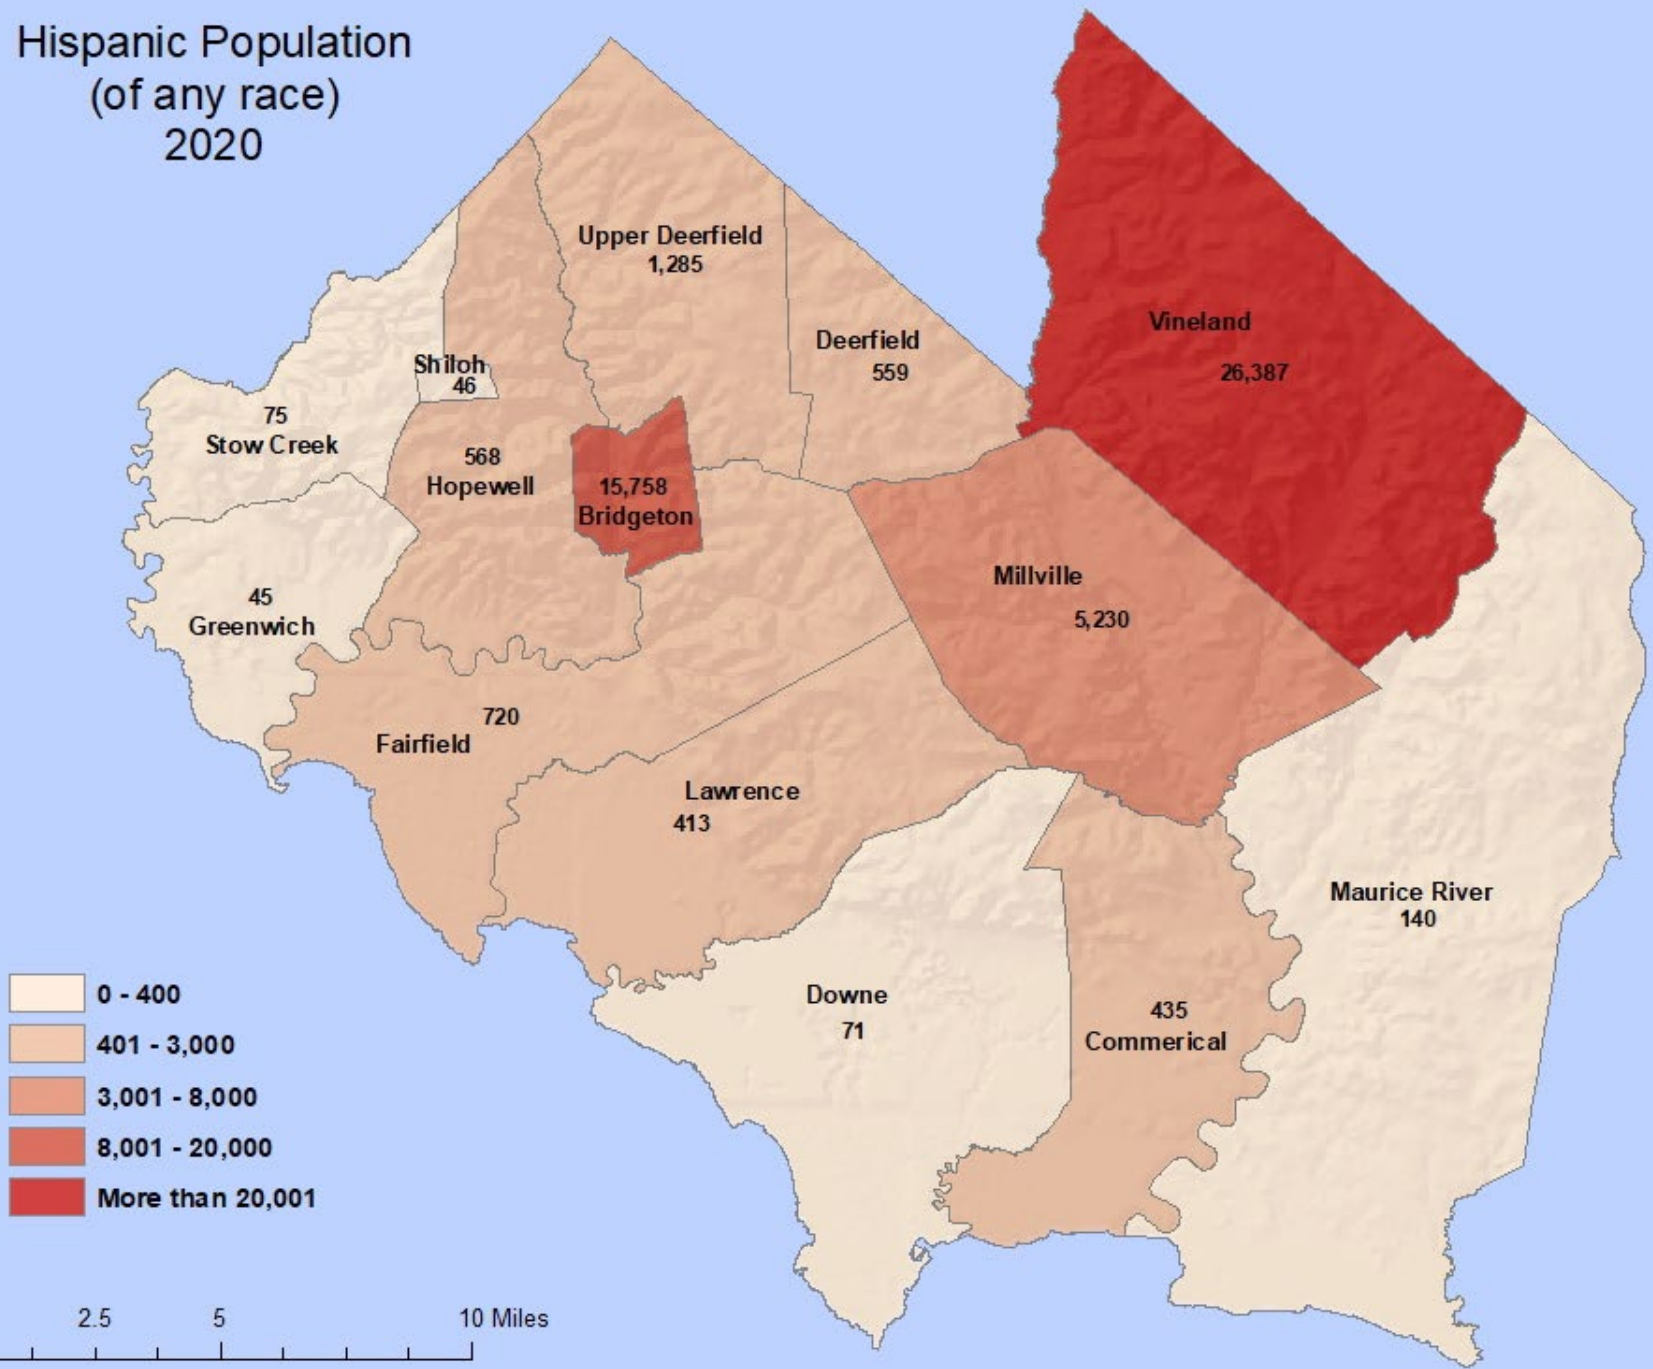 Hispanic Population
(of any race)
2020
Upper Deerfield
1,285
Deerfield
559
Vineland
26,387
Shiloh
46
75
Stow Creek
568
Hopewell
15,758
Bridgeton
Millville
5,230
45
Greenwich
720
Fairfield
Lawrence
413
Maurice River
140
Downe
71
435
Commerical
0 - 400
401 - 3,000
3,001 - 8,000
8,001 - 20,000
More than 20,001
2.5 5 10 Miles